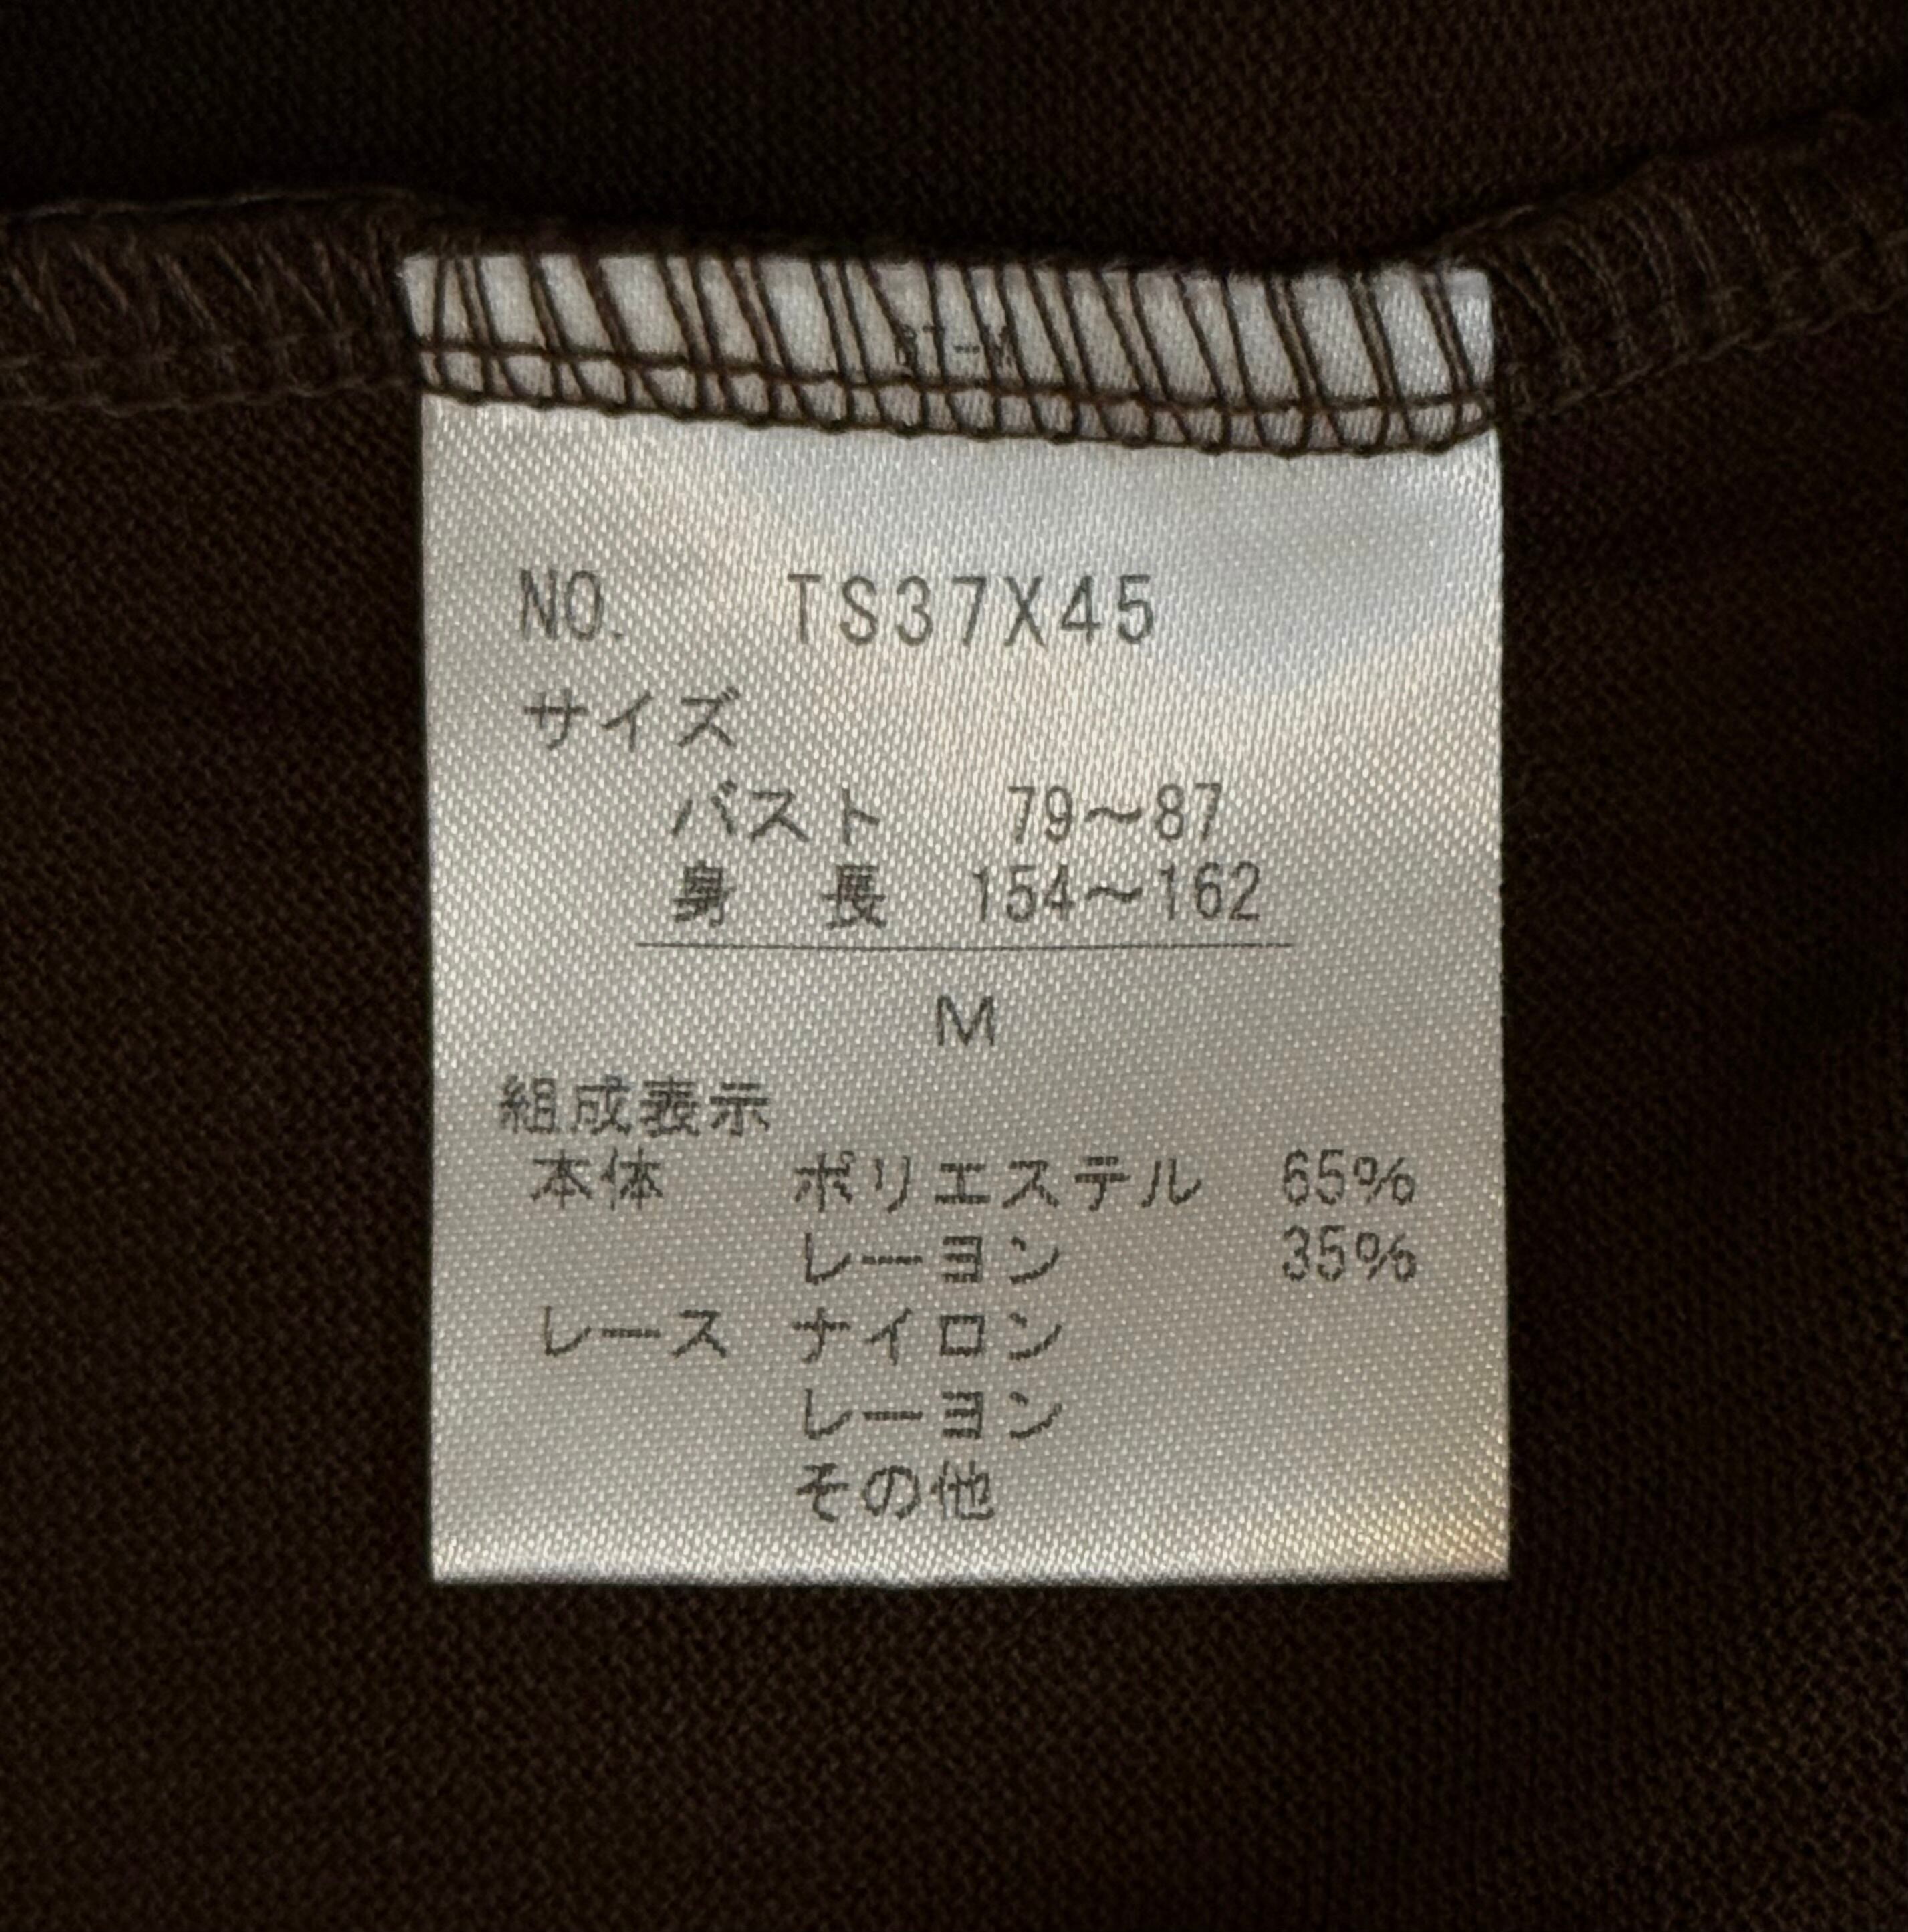 NO. TS37X45
サイズ
バスト 79〜87
身 長 154〜162
M
組成表示
本体 ポリエステル 65%
レーヨン 35%
レース ナイロン
レーヨン
その他